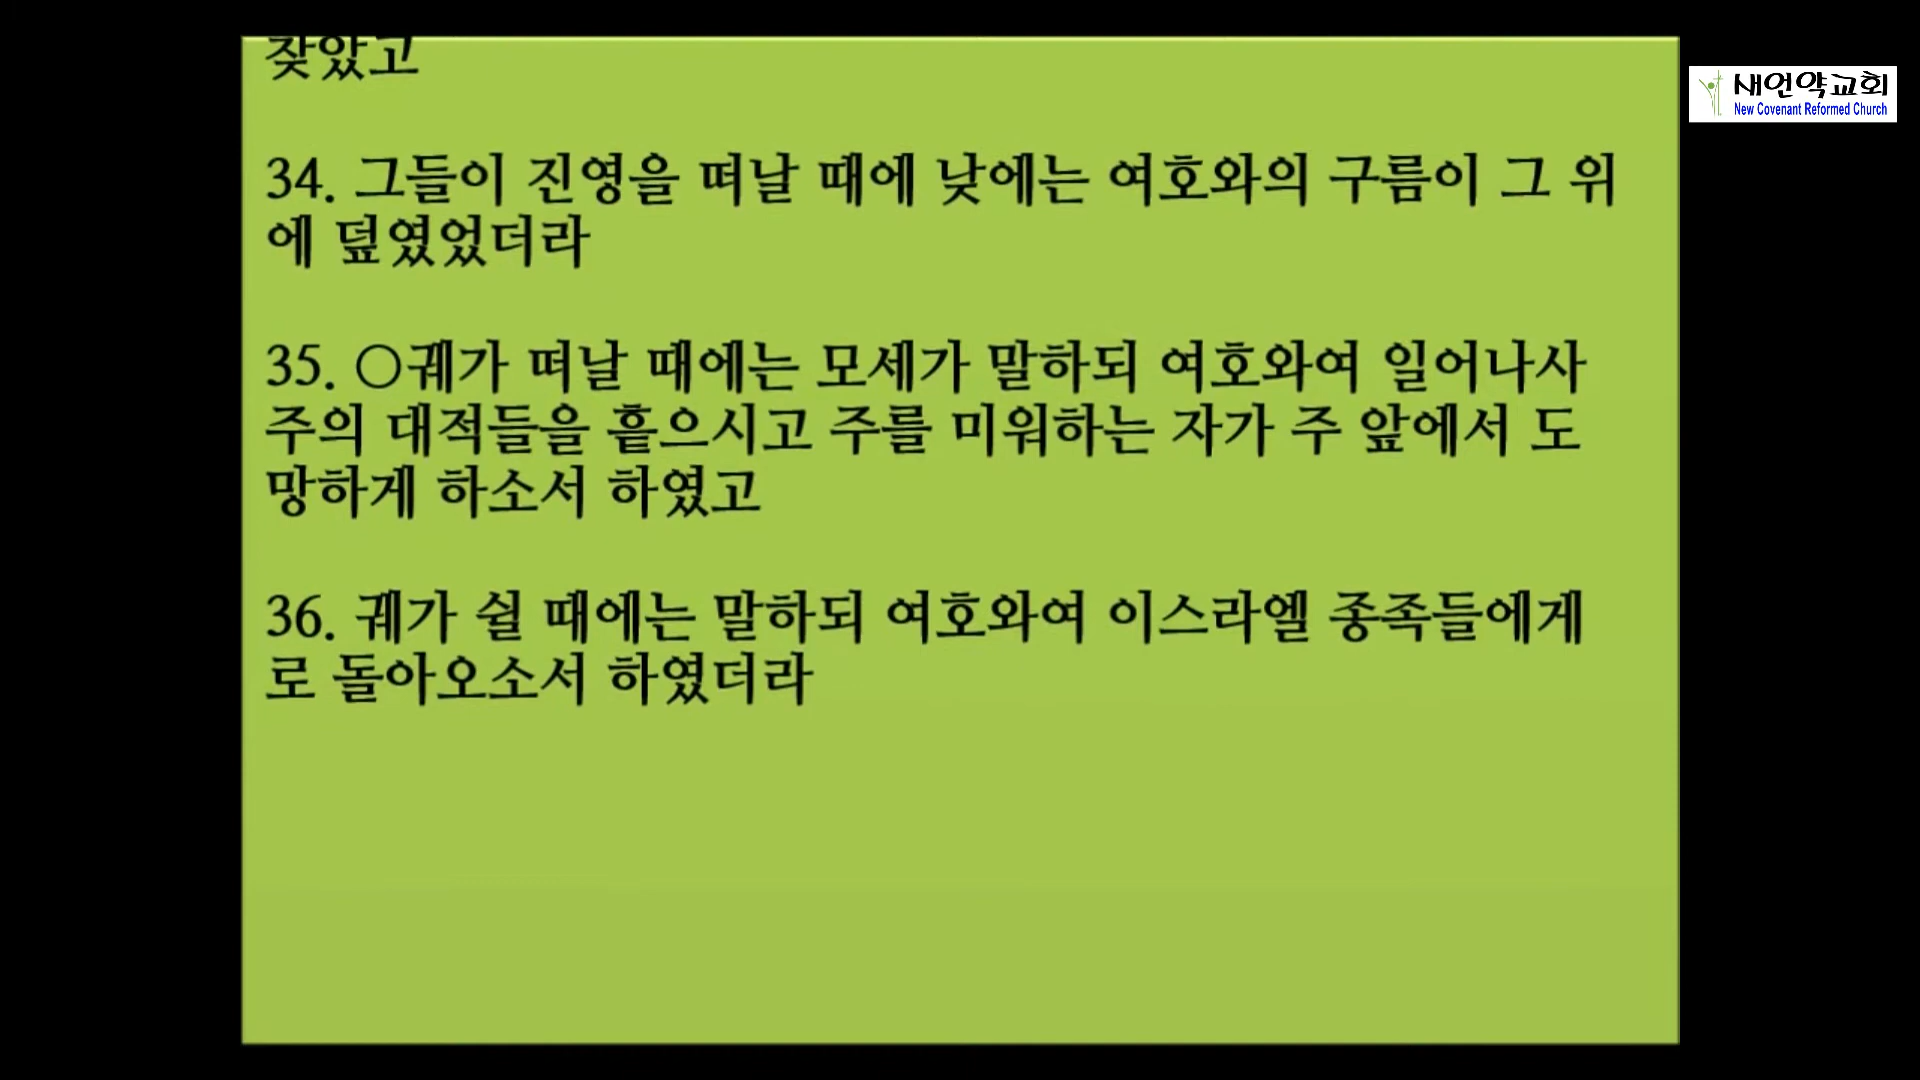 찾았고
34. 그들이 진영을 떠날 때에 낮에는 여호와의 구름이 그 위
에 덮였었더라
35. ○궤가 떠날 때에는 모세가 말하되 여호와여 일어나사
주의 대적들을 흩으시고 주를 미워하는 자가 주 앞에서 도
망하게 하소서 하였고
36. 궤가 쉴 때에는 말하되 여호와여 이스라엘 종족들에게
로 돌아오소서 하였더라
새언약교회
New Covenant Reformed Church